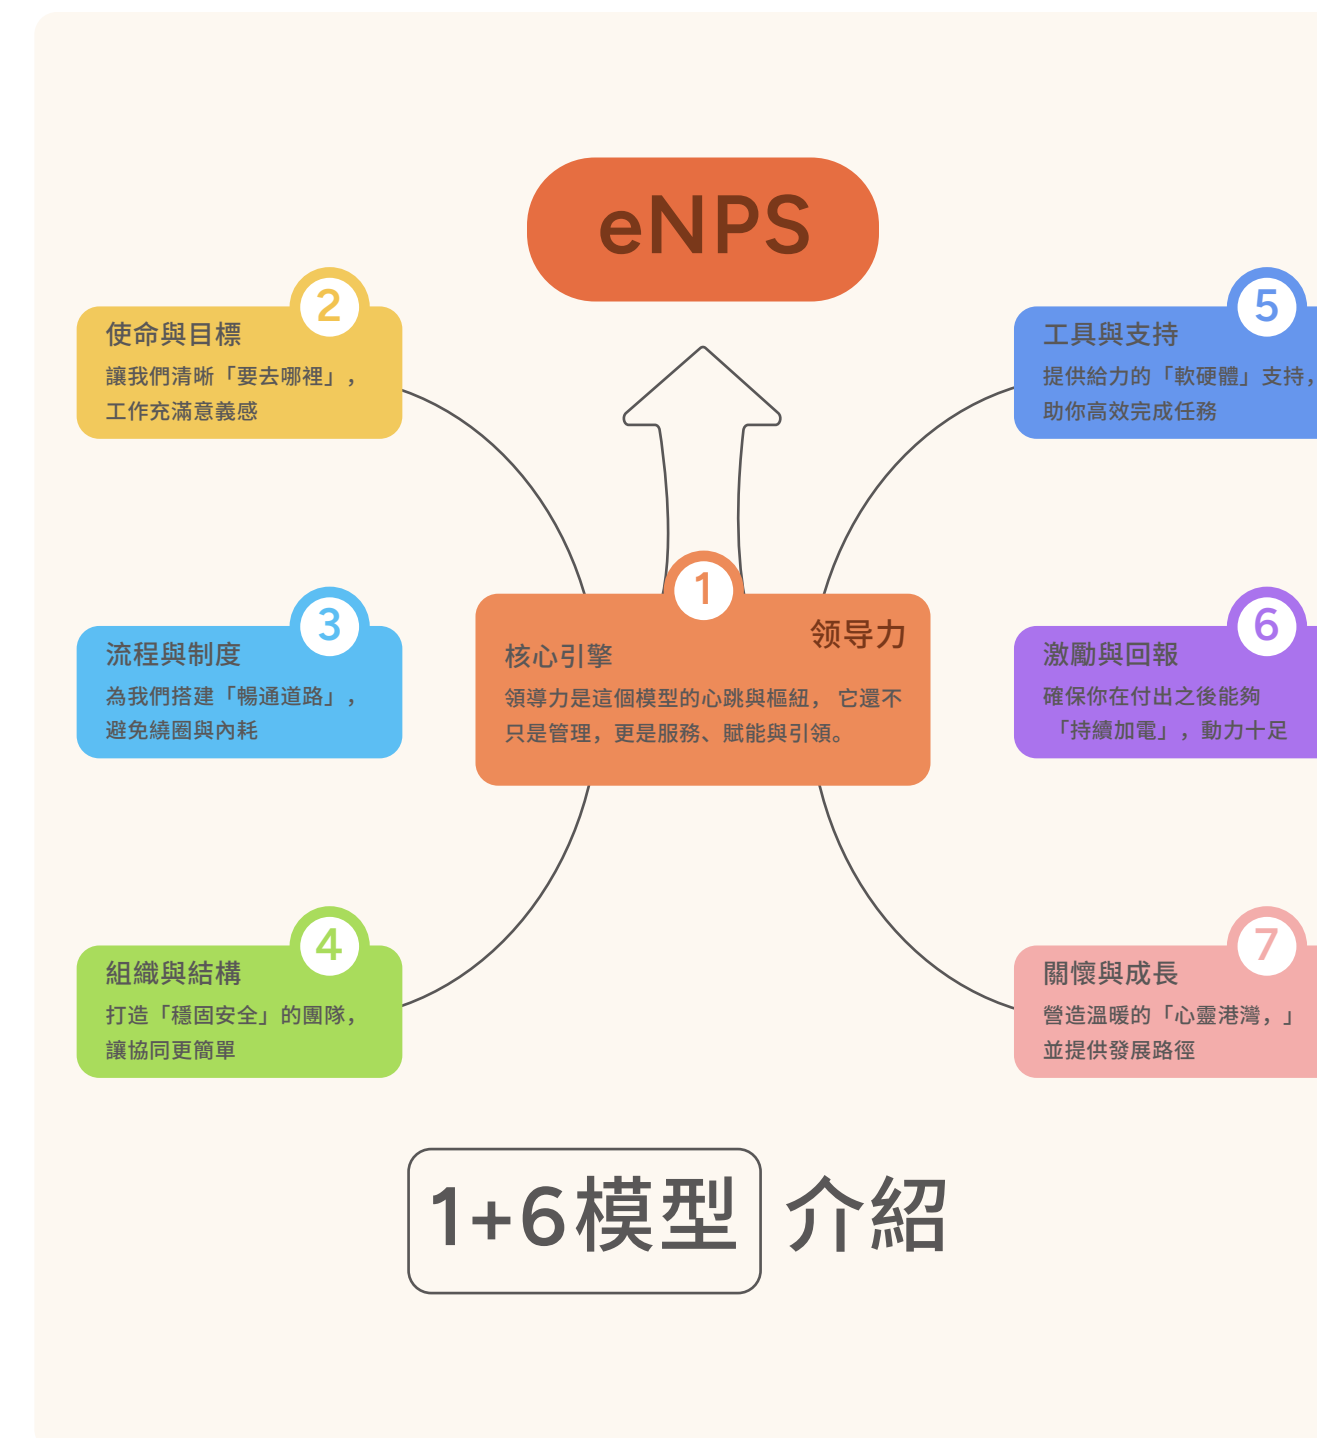 eNPS
2
使命與目標
讓我們清晰「要去哪裡」，
工作充滿意義感
3
流程與制度
為我們搭建「暢通道路」，
避免繞圈與內耗
4
組織與結構
打造「穩固安全」的團隊，
讓協同更簡單
1
领导力
核心引擎
領導力是這個模型的心跳與樞紐， 它還不
只是管理，更是服務、賦能與引領。
5
工具與支持
提供給力的「軟硬體」支持，
助你高效完成任務
6
激勵與回報
確保你在付出之後能夠
「持續加電」，動力十足
7
關懷與成長
營造溫暖的「心靈港灣，」
並提供發展路徑
1+6模型 介紹